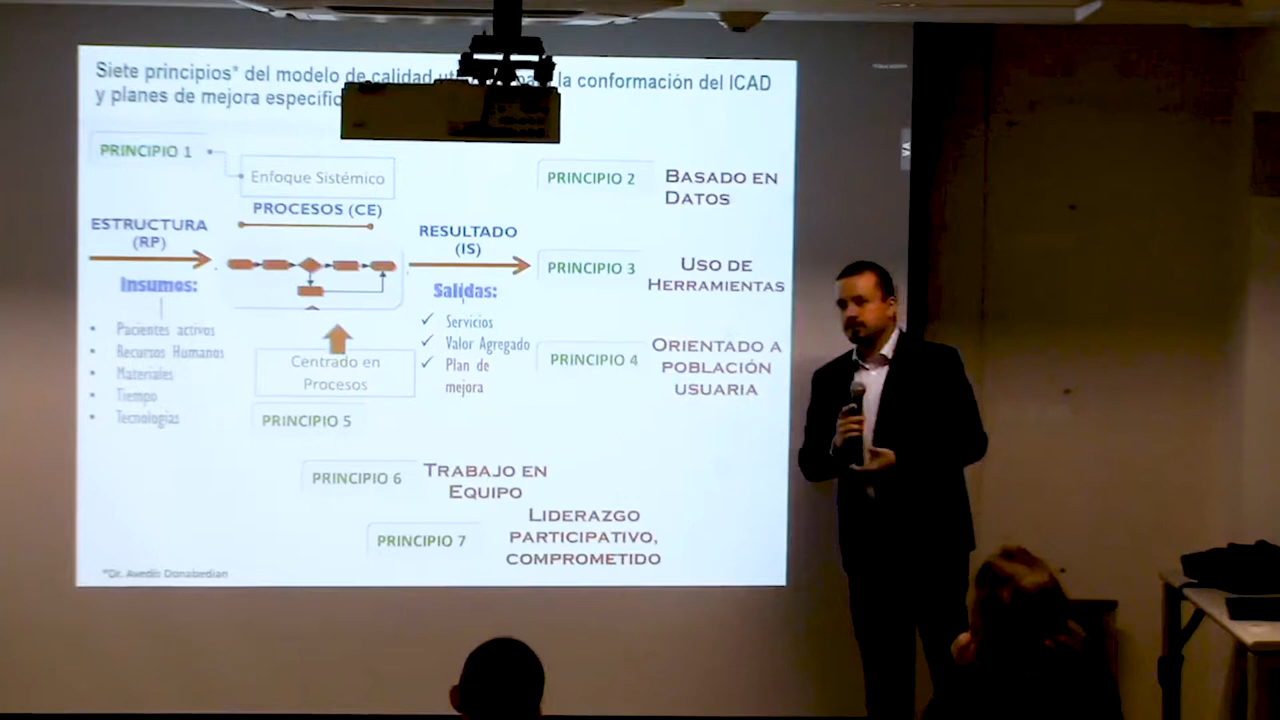 Siete principios* del modelo de calidad la conformación del ICAD
y planes de mejora
PRINCIPIO 1
Enfoque Sistémico
PROCESOS (CE)
ESTRUCTURA
(RP)
RESULTADO
(IS)
Insumos:
• Pacientes activos
• Recursos Humanos
• Materiales
• Tiempo
• Tecnologías
Salidas:
✓ Servicios
✓ Valor Agregado
✓ Plan de
mejora
Centrado en
Procesos
PRINCIPIO 2
BASADO EN
DATOS
PRINCIPIO 3
USO DE
HERRAMIENTAS
PRINCIPIO 4
ORIENTADO A
POBLACIÓN
USUARIA
PRINCIPIO 5
PRINCIPIO 6
TRABAJO EN
EQUIPO
PRINCIPIO 7
LIDERAZGO
PARTICIPATIVO,
COMPROMETIDO
*Dr. Avedis Donabedian